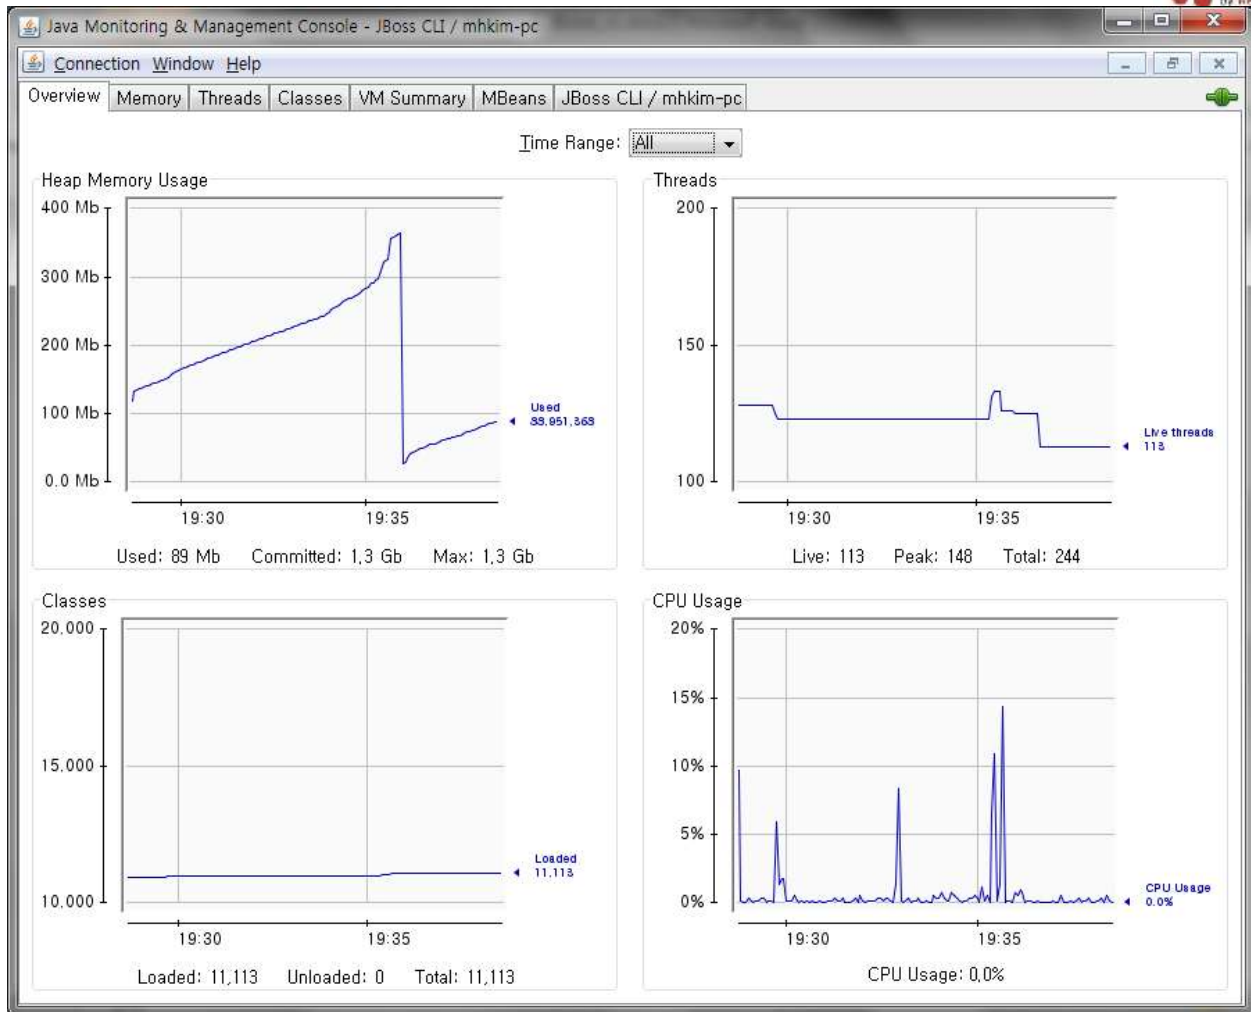 Java Monitoring & Management Console - JBoss CLI / mhkim-pc
Connection Window Help
Overview Memory Threads Classes VM Summary MBeans JBoss CLI / mhkim-pc
Time Range: All
Heap Memory Usage
400 Mb
300 Mb
200 Mb
100 Mb
0.0 Mb
Used
19:30 19:35
Used: 89 Mb Committed: 1,3 Gb Max: 1,3 Gb
Threads
200
150
100
Live threads
113
19:30 19:35
Live: 113 Peak: 148 Total: 244
Classes
20.000
15.000
10.000
Loaded
11,113
19:30 19:35
Loaded: 11,113 Unloaded: 0 Total: 11,113
CPU Usage
20%
15%
10%
5%
0%
CPU Usage
0.0%
19:30 19:35
CPU Usage: 0,0%